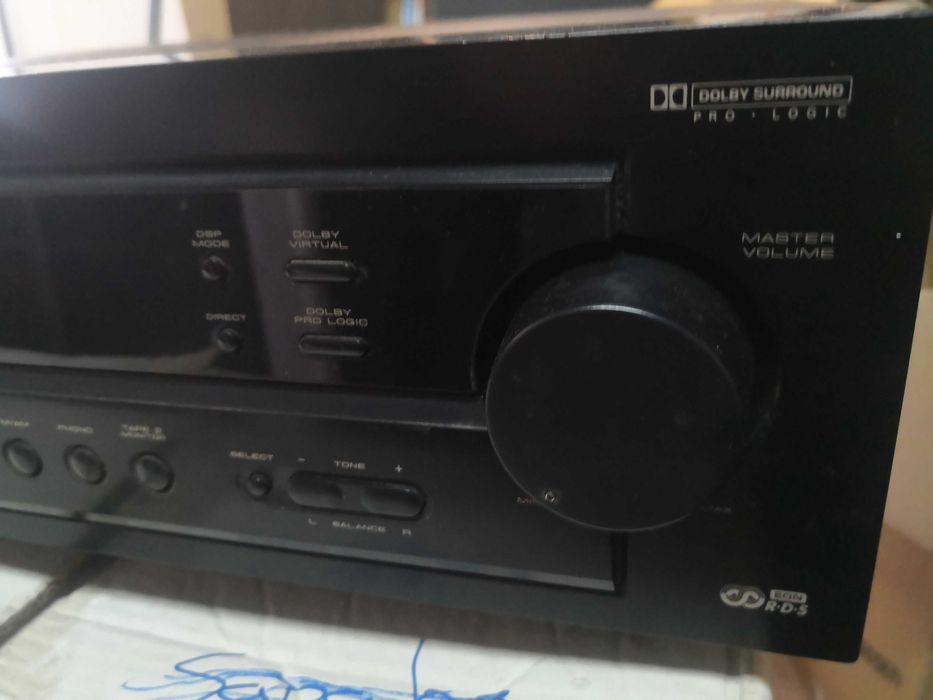 DOLBY SURROUND
PRO · LOGIC
MASTER
VOLUME
DSP
MODE
DOLBY
VIRTUAL
DIRECT
DOLBY
PRO LOGIC
PHONO
TAPE 2
MONITOR
SELECT
– TONE +
L BALANCE R
EON
R·D·S